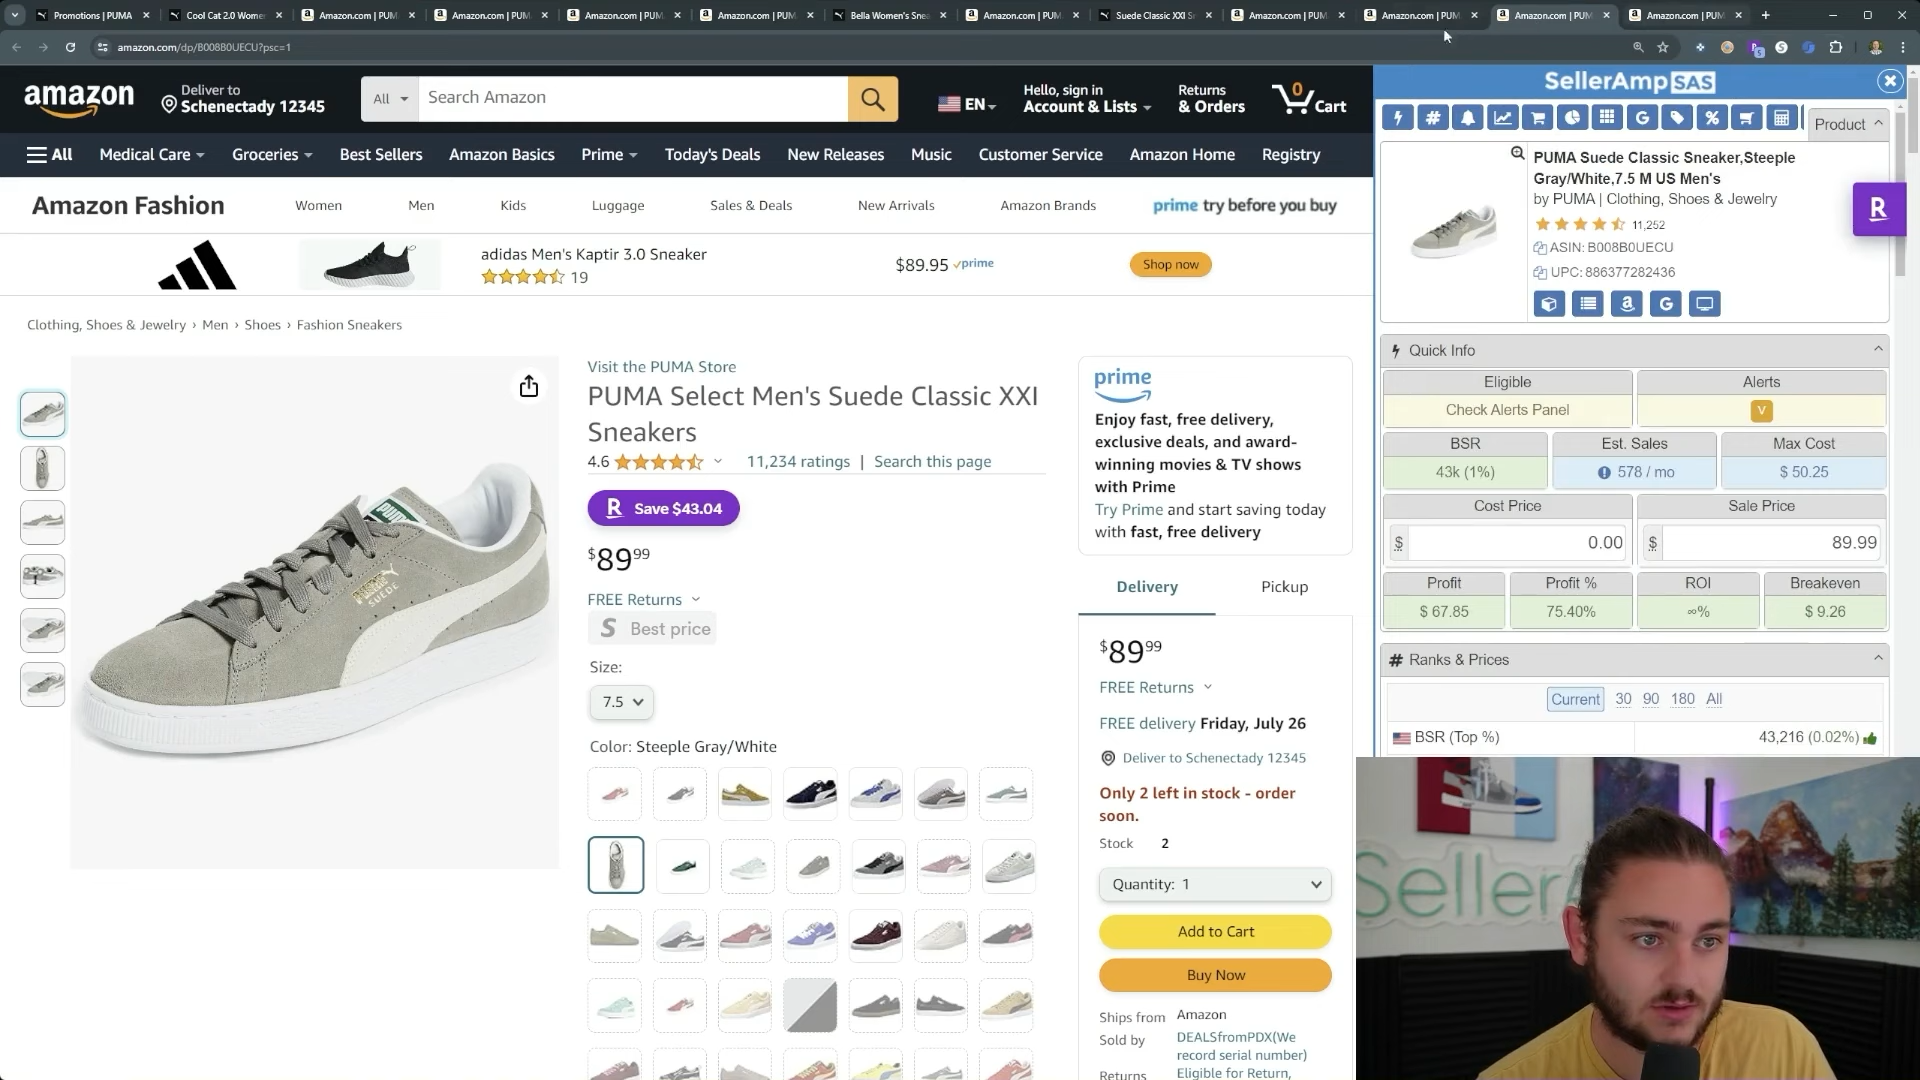 Promotions | PUMA
Cool Cat 2.0 Wome
Amazon.com | PUM
Amazon.com | PUM
Amazon.com | PUM
Amazon.com | PUM
Bella Women's Snea
Amazon.com | PUM
Suede Classic XXI S
Amazon.com | PUM
Amazon.com | PUM
Amazon.com | PUM
Amazon.com | PUM
amazon.com/dp/B008B0UECU?psc=1
amazon
Deliver to
Schenectady 12345
All
Search Amazon
EN
Hello, sign in
Account & Lists
Returns
& Orders
0
Cart
All
Medical Care
Groceries
Best Sellers
Amazon Basics
Prime
Today's Deals
New Releases
Music
Customer Service
Amazon Home
Registry
Amazon Fashion
Women
Men
Kids
Luggage
Sales & Deals
New Arrivals
Amazon Brands
prime try before you buy
adidas Men's Kaptir 3.0 Sneaker
19
$89.95 prime
Shop now
Clothing, Shoes & Jewelry › Men › Shoes › Fashion Sneakers
Visit the PUMA Store
PUMA Select Men's Suede Classic XXI
Sneakers
4.6
11,234 ratings | Search this page
R Save $43.04
$89.99
FREE Returns
S Best price
Size:
7.5
Color: Steeple Gray/White
PUMA
SUEDE
prime
Enjoy fast, free delivery,
exclusive deals, and award-
winning movies & TV shows
with Prime
Try Prime and start saving today
with fast, free delivery
Delivery
Pickup
$89.99
FREE Returns
FREE delivery Friday, July 26
Deliver to Schenectady 12345
Only 2 left in stock - order
soon.
Stock 2
Quantity: 1
Add to Cart
Buy Now
Ships from Amazon
Sold by DEALSfromPDX(We
record serial number)
Returns Eligible for Return,
SellerAmp SAS
Product
PUMA Suede Classic Sneaker,Steeple
Gray/White,7.5 M US Men's
by PUMA | Clothing, Shoes & Jewelry
11,252
ASIN: B008B0UECU
UPC: 886377282436
R
Quick Info
Eligible
Alerts
Check Alerts Panel
V
BSR
Est. Sales
Max Cost
43k (1%)
578 / mo
$ 50.25
Cost Price
Sale Price
$ 0.00
$ 89.99
Profit
Profit %
ROI
Breakeven
$ 67.85
75.40%
∞%
$ 9.26
# Ranks & Prices
Current 30 90 180 All
BSR (Top %)
43,216 (0.02%)
SellerA